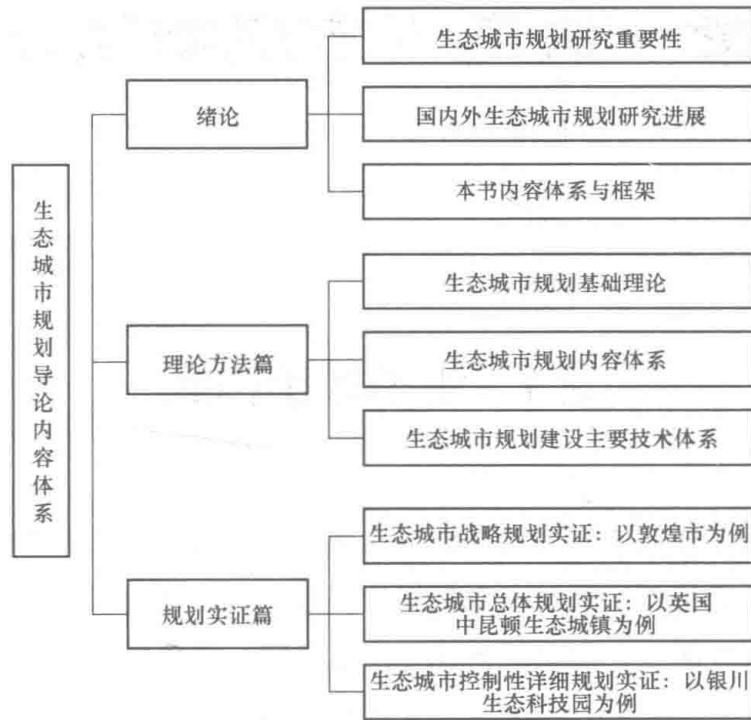 生态城市规划导论内容体系
绪论
生态城市规划研究重要性
国内外生态城市规划研究进展
本书内容体系与框架
理论方法篇
生态城市规划基础理论
生态城市规划内容体系
生态城市规划建设主要技术体系
规划实证篇
生态城市战略规划实证：以敦煌市为例
生态城市总体规划实证：以英国
中昆顿生态城镇为例
生态城市控制性详细规划实证：以银川
生态科技园为例